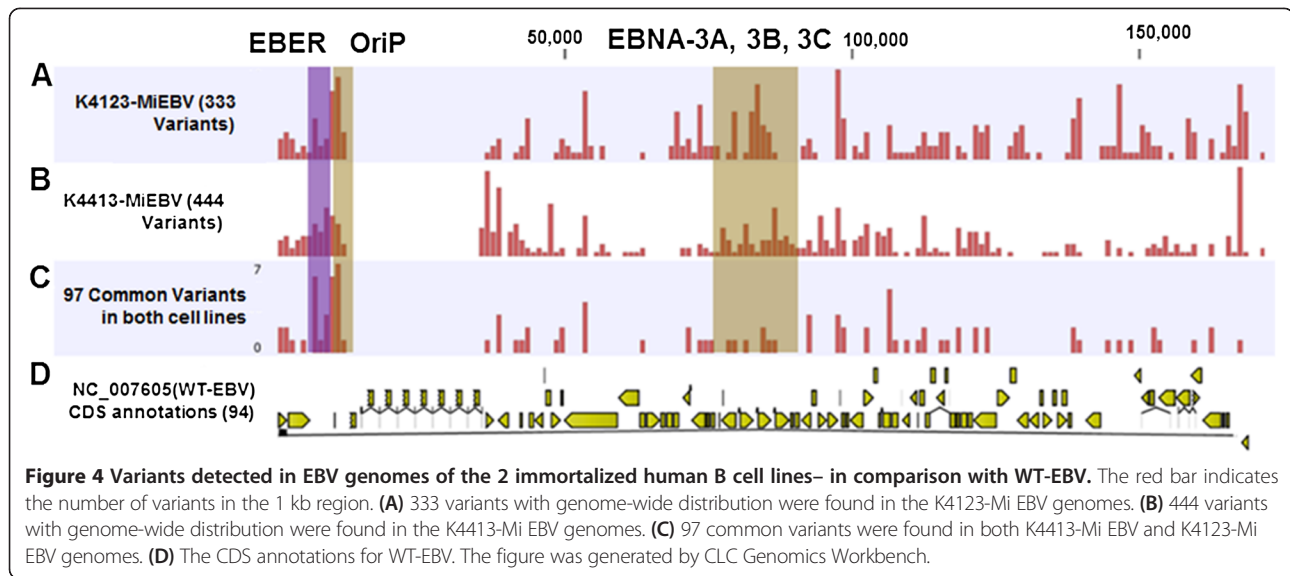 EBER OriP 50,000 EBNA-3A, 3B, 3C 100,000 150,000
A
K4123-MiEBV (333
Variants)
B
K4413-MiEBV (444
Variants)
C
7
97 Common Variants
in both cell lines
0
D
NC_007605(WT-EBV)
CDS annotations (94)
Figure 4 Variants detected in EBV genomes of the 2 immortalized human B cell lines– in comparison with WT-EBV. The red bar indicates
the number of variants in the 1 kb region. (A) 333 variants with genome-wide distribution were found in the K4123-Mi EBV genomes. (B) 444 variants
with genome-wide distribution were found in the K4413-Mi EBV genomes. (C) 97 common variants were found in both K4413-Mi EBV and K4123-Mi
EBV genomes. (D) The CDS annotations for WT-EBV. The figure was generated by CLC Genomics Workbench.